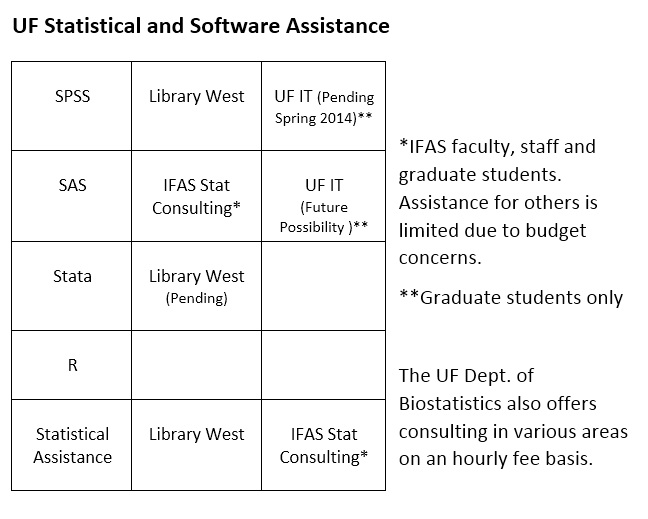 UF Statistical and Software Assistance
SPSS
Library West
UF IT (Pending
Spring 2014)**
SAS
IFAS Stat
Consulting*
UF IT
(Future
Possibility )**
Stata
Library West
(Pending)
R
Statistical
Assistance
Library West
IFAS Stat
Consulting*
*IFAS faculty, staff and
graduate students.
Assistance for others is
limited due to budget
concerns.
**Graduate students only
The UF Dept. of
Biostatistics also offers
consulting in various areas
on an hourly fee basis.